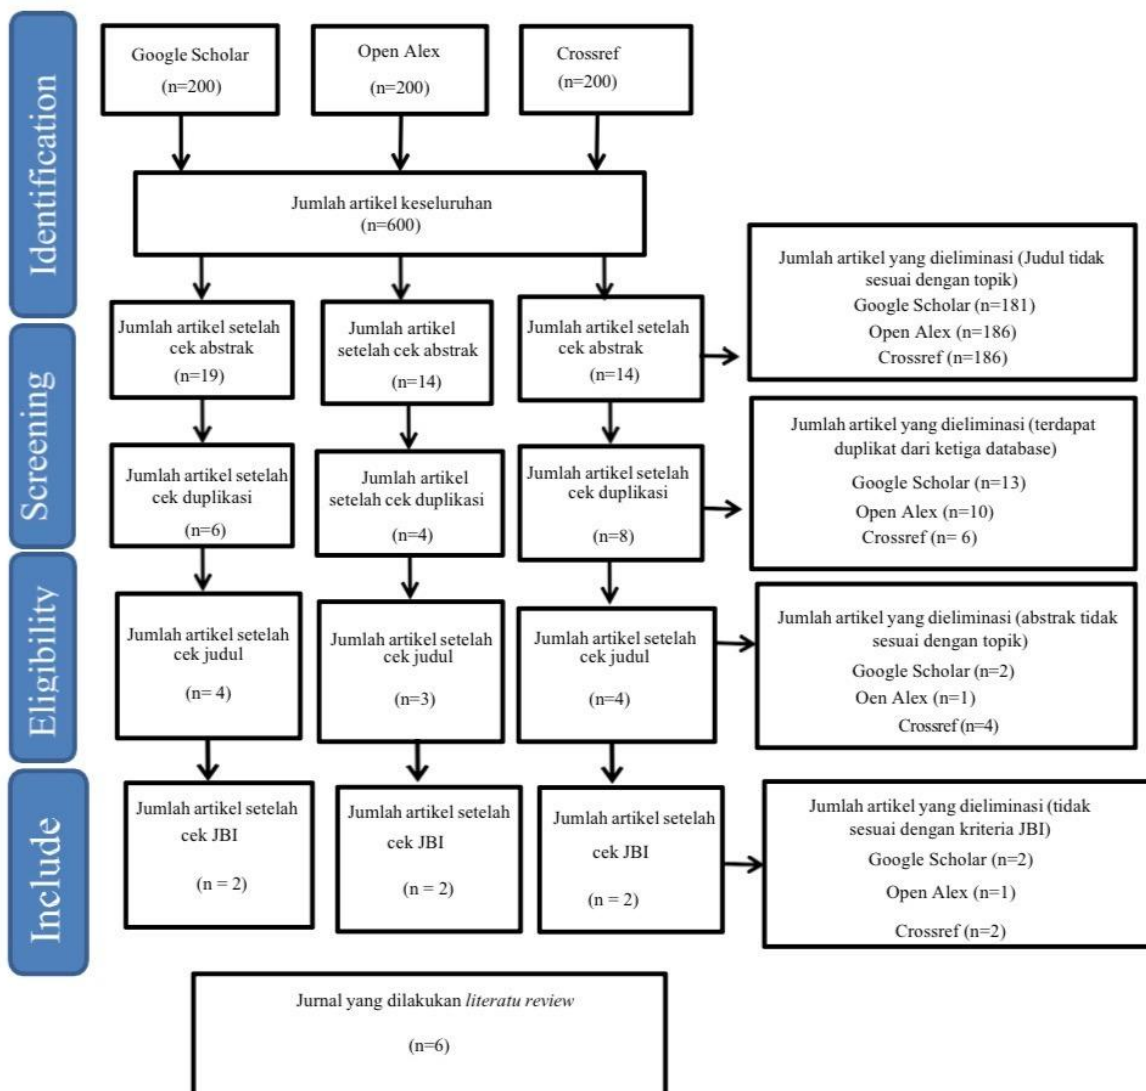 Identification
Google Scholar
(n=200)
Open Alex
(n=200)
Crossref
(n=200)
Jumlah artikel keseluruhan
(n=600)
Jumlah artikel yang dieliminasi (Judul tidak
sesuai dengan topik)
Google Scholar (n=181)
Open Alex (n=186)
Crossref (n=186)
Screening
Jumlah artikel setelah
cek abstrak
(n=19)
Jumlah artikel
setelah cek abstrak
(n=14)
Jumlah artikel setelah
cek abstrak
(n=14)
Jumlah artikel yang dieliminasi (terdapat
duplikat dari ketiga database)
Google Scholar (n=13)
Open Alex (n=10)
Crossref (n= 6)
Jumlah artikel setelah
cek duplikasi
(n=6)
Jumlah artikel
setelah cek duplikasi
(n=4)
Jumlah artikel setelah
cek duplikasi
(n=8)
Eligibility
Jumlah artikel setelah
cek judul
(n= 4)
Jumlah artikel setelah
cek judul
(n=3)
Jumlah artikel setelah
cek judul
(n=4)
Jumlah artikel yang dieliminasi (abstrak tidak
sesuai dengan topik)
Google Scholar (n=2)
Oen Alex (n=1)
Crossref (n=4)
Include
Jumlah artikel setelah
cek JBI
(n = 2)
Jumlah artikel setelah
cek JBI
(n = 2)
Jumlah artikel setelah
cek JBI
(n = 2)
Jumlah artikel yang dieliminasi (tidak
sesuai dengan kriteria JBI)
Google Scholar (n=2)
Open Alex (n=1)
Crossref (n=2)
Jurnal yang dilakukan literatu review
(n=6)